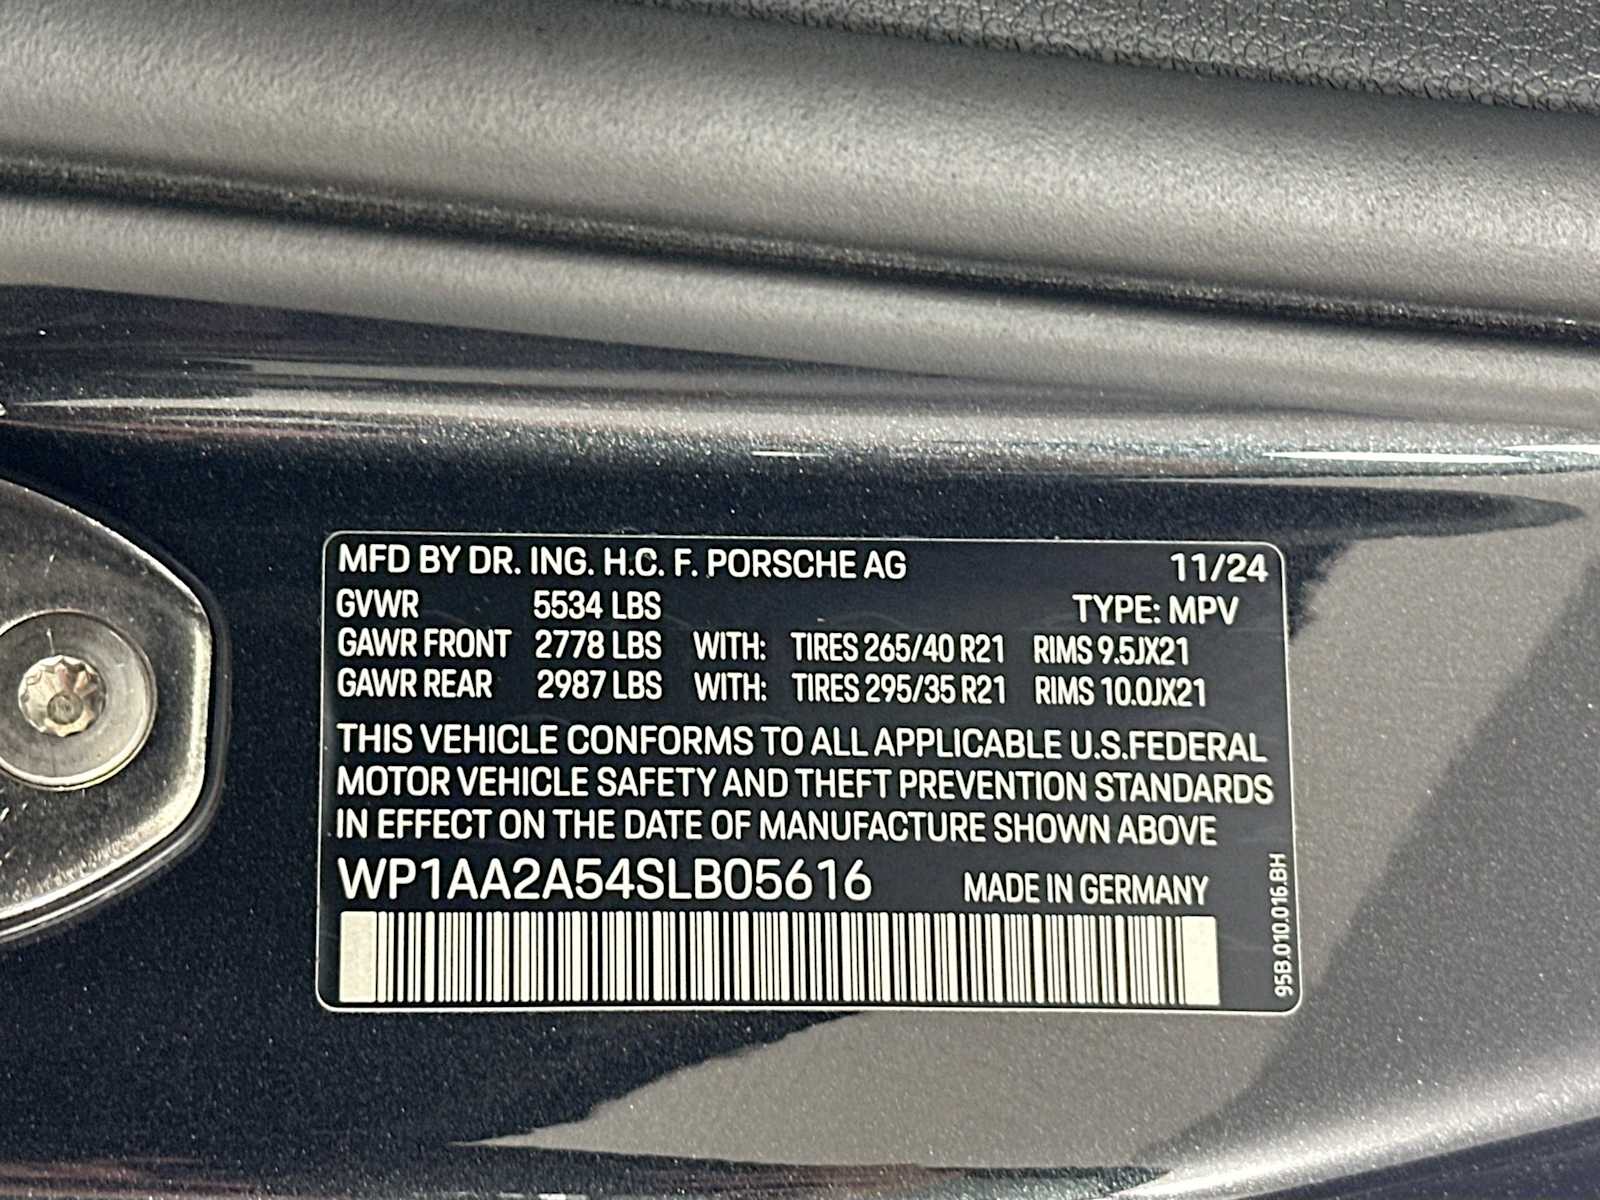 MFD BY DR. ING. H.C. F. PORSCHE AG 11/24
GVWR 5534 LBS TYPE: MPV
GAWR FRONT 2778 LBS WITH: TIRES 265/40 R21 RIMS 9.5JX21
GAWR REAR 2987 LBS WITH: TIRES 295/35 R21 RIMS 10.0JX21
THIS VEHICLE CONFORMS TO ALL APPLICABLE U.S.FEDERAL
MOTOR VEHICLE SAFETY AND THEFT PREVENTION STANDARDS
IN EFFECT ON THE DATE OF MANUFACTURE SHOWN ABOVE
WP1AA2A54SLB05616 MADE IN GERMANY
95B.010.016.BH